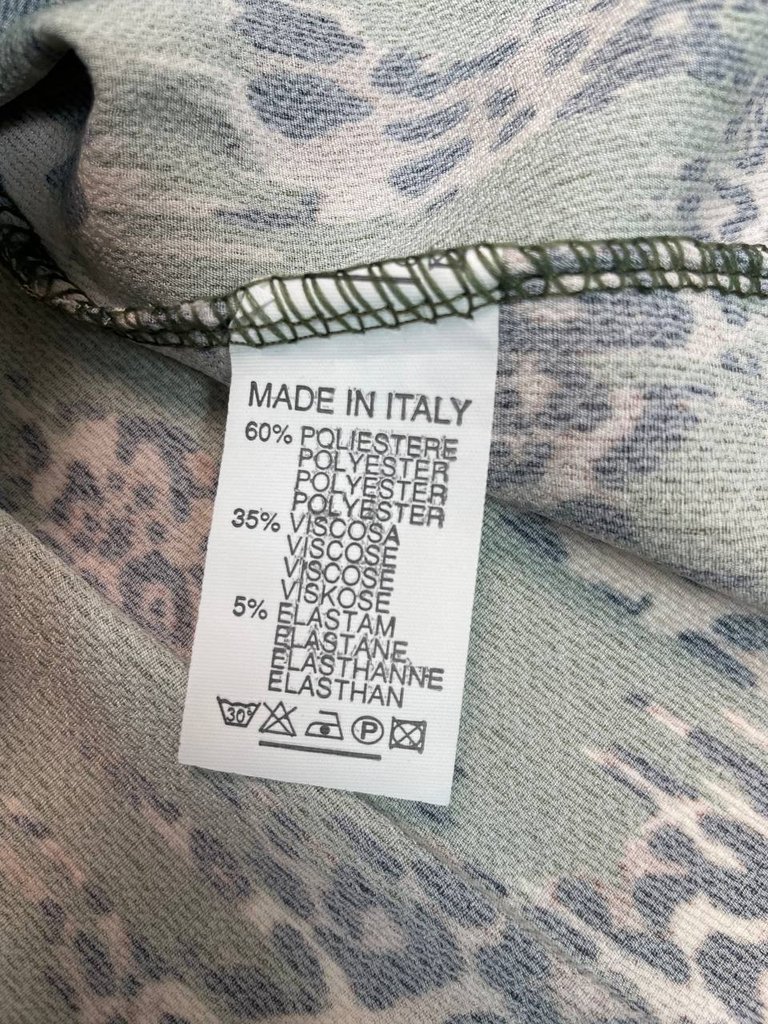 MADE IN ITALY
60% POLIESTERE
POLYESTER
POLYESTER
POLYESTER
35% VISCOSA
VISCOSE
VISCOSE
VISKOSE
5% ELASTAM
ELASTANE
ELASTHANNE
ELASTHAN
30° P